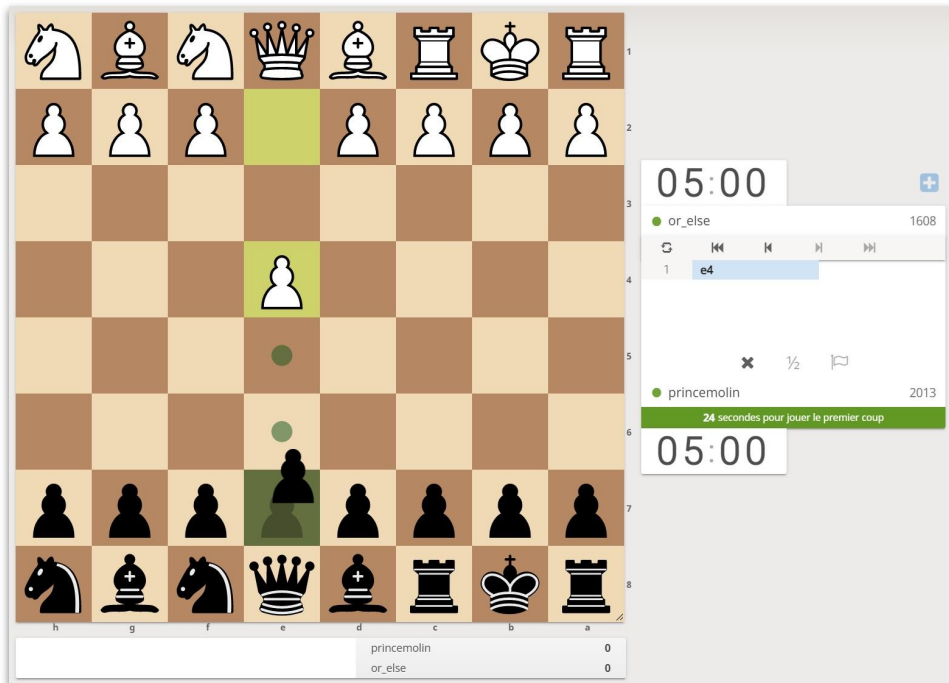 1
2
3
4
5
6
7
8
h g f e d c b a
princemolin 0
or_else 0
05:00
or_else 1608
1 e4
½
princemolin 2013
24 secondes pour jouer le premier coup
05:00